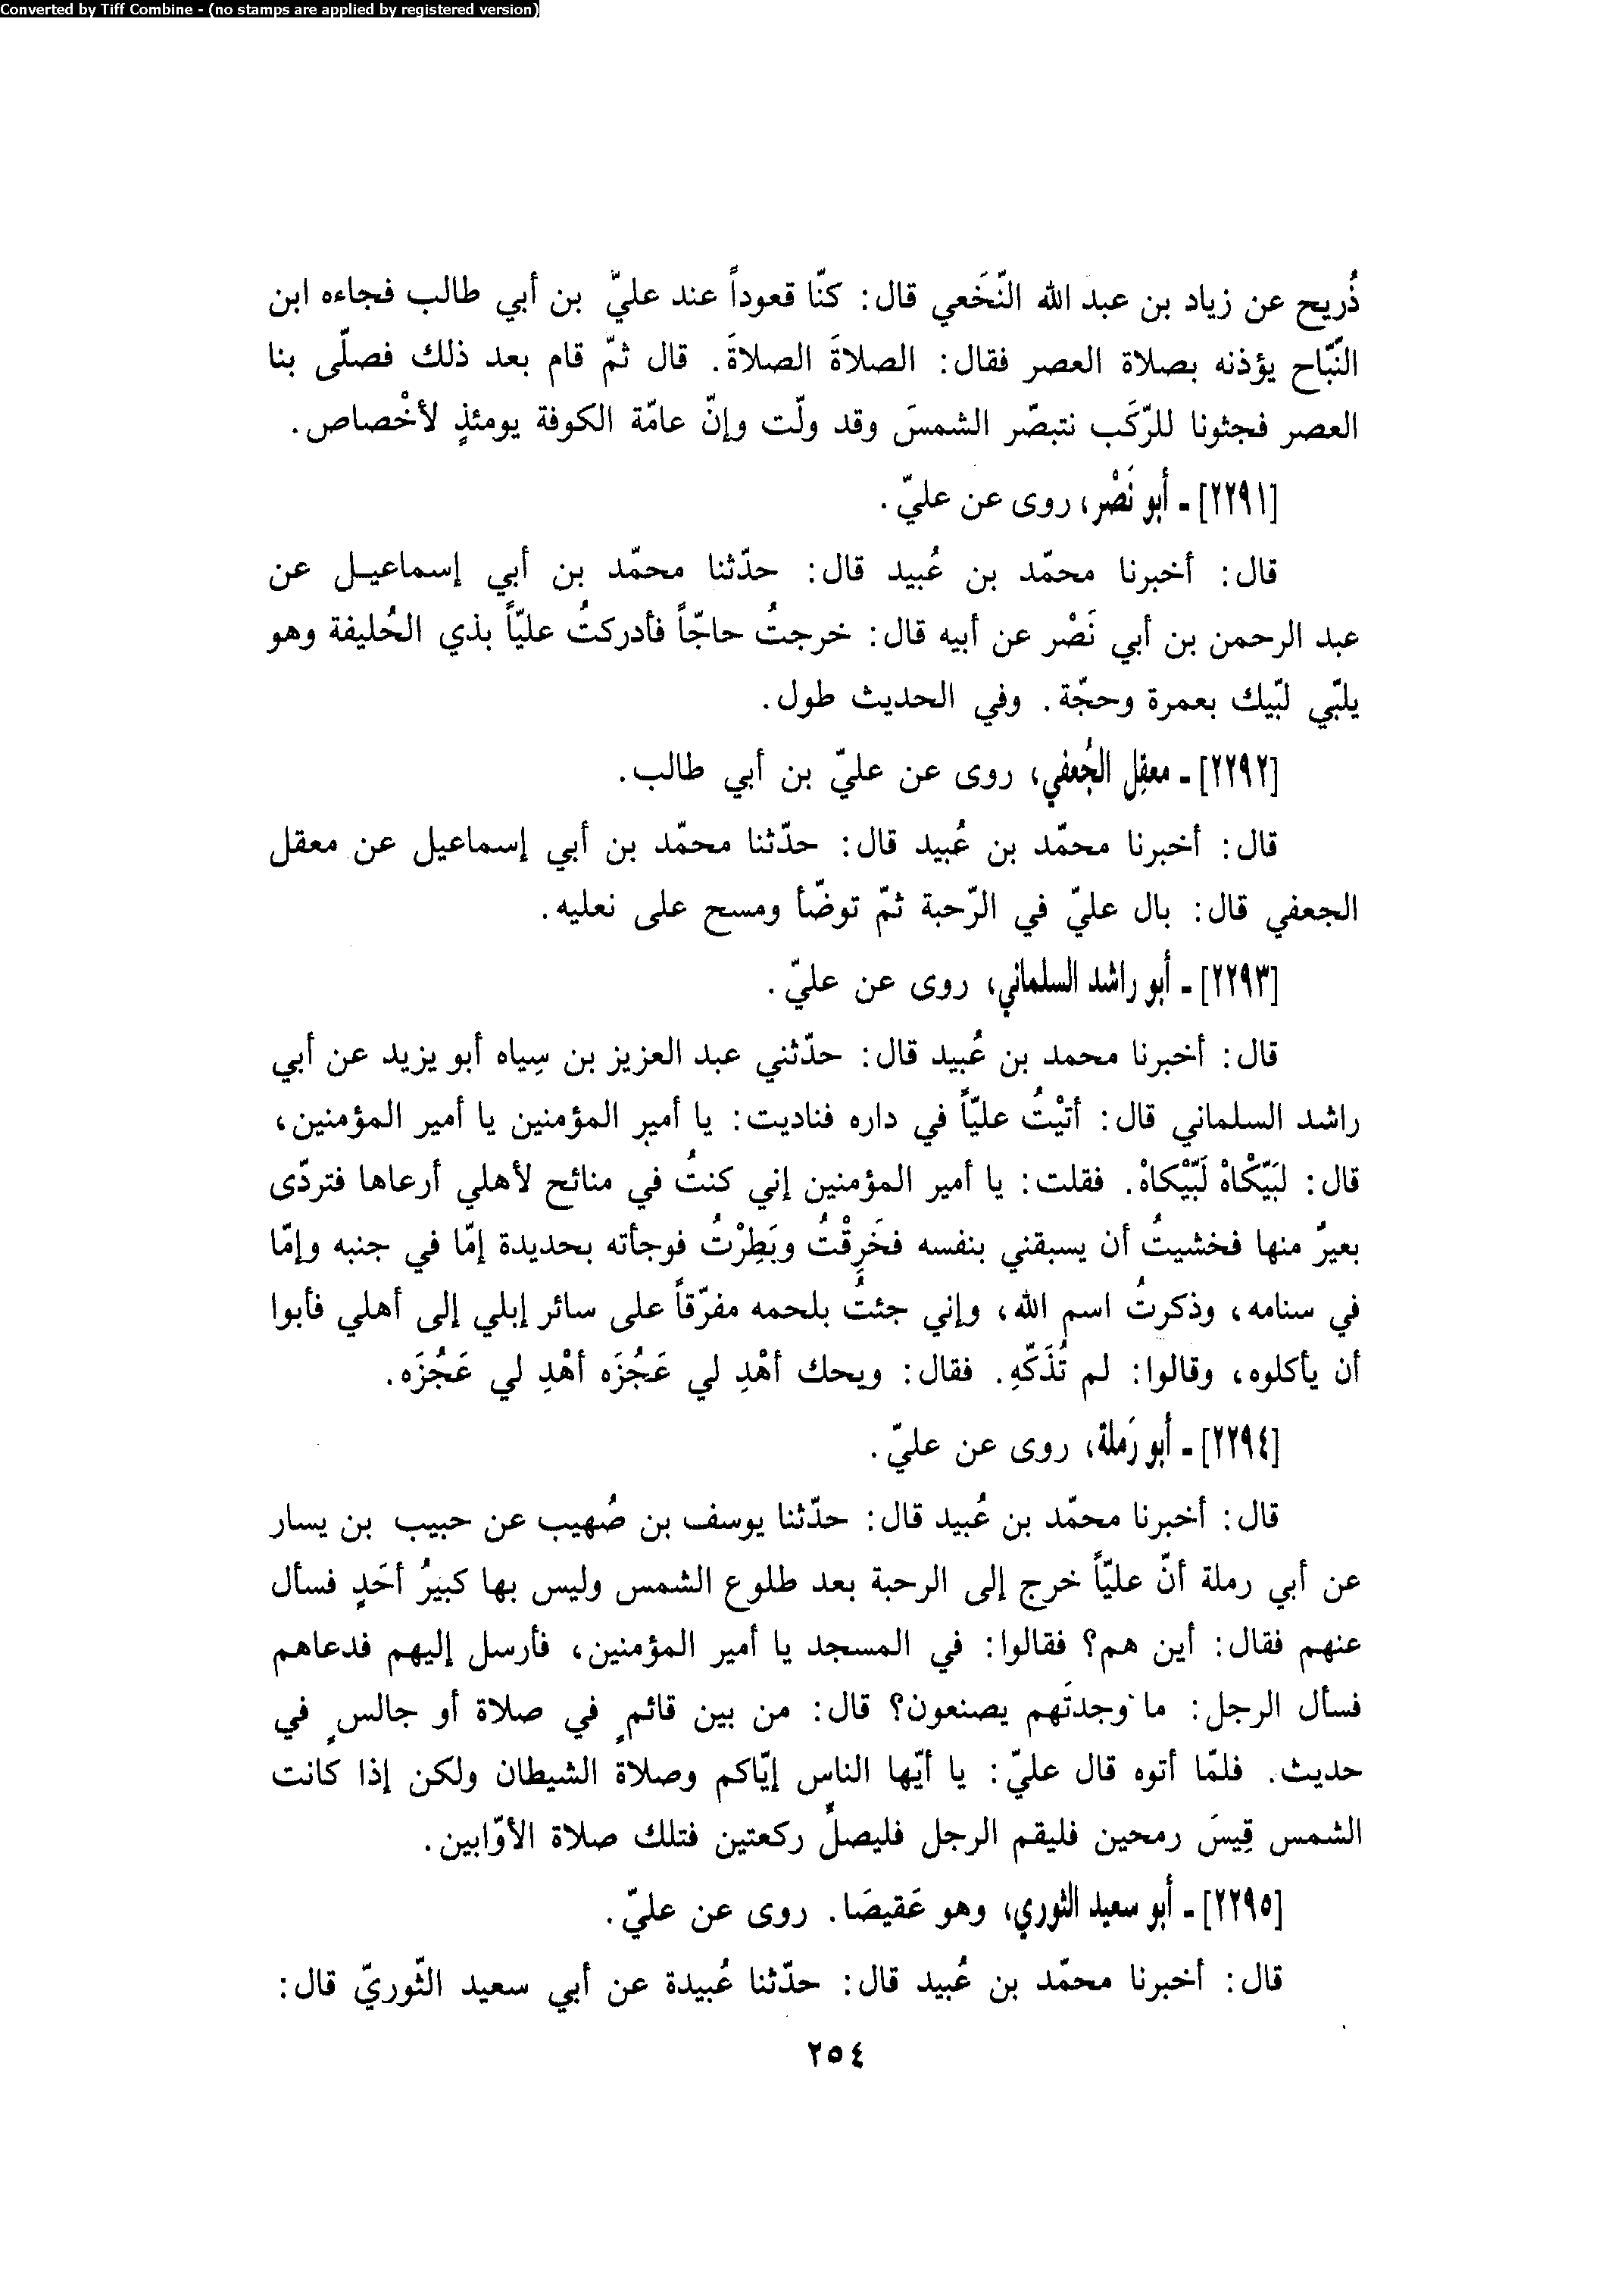 Converted by Tiff Combine - (no stamps are applied by registered version)
ذُريح عن زياد بن عبد الله النّخَعي قال: كنّا قعوداً عند عليّ بن أبي طالب فجاءه ابن
النّبّاح يؤذنه بصلاة العصر فقال: الصلاةَ الصلاةَ. قال ثمّ قام بعد ذلك فصلّى بنا
العصر فجثونا للرّكَب نتبصّر الشمسَ وقد ولّت وإنّ عامّة الكوفة يومئذٍ لأخْصاص.
[٢٢٩١] ـ أبو نَصْر، روى عن عليّ.
قال: أخبرنا محمّد بن عُبيد قال: حدّثنا محمّد بن أبي إسماعيل عن
عبد الرحمن بن أبي نَصْر عن أبيه قال: خرجتُ حاجّاً فأدركتُ عليّاً بذي الحُليفة وهو
يلبّي لبّيك بعمرة وحجّة. وفي الحديث طول.
[٢٢٩٢] ـ معقِل الجُعفي، روى عن عليّ بن أبي طالب.
قال: أخبرنا محمّد بن عُبيد قال: حدّثنا محمّد بن أبي إسماعيل عن معقل
الجعفي قال: بال عليّ في الرّحبة ثمّ توضّأ ومسح على نعليه.
[٢٢٩٣] ـ أبو راشد السلماني، روى عن عليّ.
قال: أخبرنا محمد بن عُبيد قال: حدّثني عبد العزيز بن سِياه أبو يزيد عن أبي
راشد السلماني قال: أتيْتُ عليّاً في داره فناديت: يا أمير المؤمنين يا أمير المؤمنين،
قال: لبَيّكْاهْ لَبّيْكاهْ. فقلت: يا أمير المؤمنين إني كنتُ في منائح لأهلي أرعاها فتردّى
بعيرٌ منها فخشيتُ أن يسبقني بنفسه فخَرِقْتُ وبَطِرْتُ فوجأته بحديدة إمّا في جنبه وإمّا
في سنامه، وذكرتُ اسم الله، وإني جئتُ بلحمه مفرّقاً على سائر إبلي إلى أهلي فأبوا
أن يأكلوه، وقالوا: لم تُذَكّهِ. فقال: ويحك أهْدِ لي عَجُزَه أهْدِ لي عَجُزَه.
[٢٢٩٤] ـ أبو رَملة، روى عن عليّ.
قال: أخبرنا محمّد بن عُبيد قال: حدّثنا يوسف بن صُهيب عن حبيب بن يسار
عن أبي رملة أنّ عليّاً خرج إلى الرحبة بعد طلوع الشمس وليس بها كبيرُ أحَدٍ فسأل
عنهم فقال: أين هم؟ فقالوا: في المسجد يا أمير المؤمنين، فأرسل إليهم فدعاهم
فسأل الرجل: ما وجدتَهم يصنعون؟ قال: من بين قائمٍ في صلاة أو جالسٍ في
حديث. فلمّا أتوه قال عليّ: يا أيّها الناس إيّاكم وصلاة الشيطان ولكن إذا كانت
الشمس قِيسَ رمحين فليقم الرجل فليصلِّ ركعتين فتلك صلاة الأوّابين.
[٢٢٩٥] ـ أبو سعيد الثوري، وهو عَقيصَا. روى عن عليّ.
قال: أخبرنا محمّد بن عُبيد قال: حدّثنا عُبيدة عن أبي سعيد الثّوريّ قال:
٢٥٤